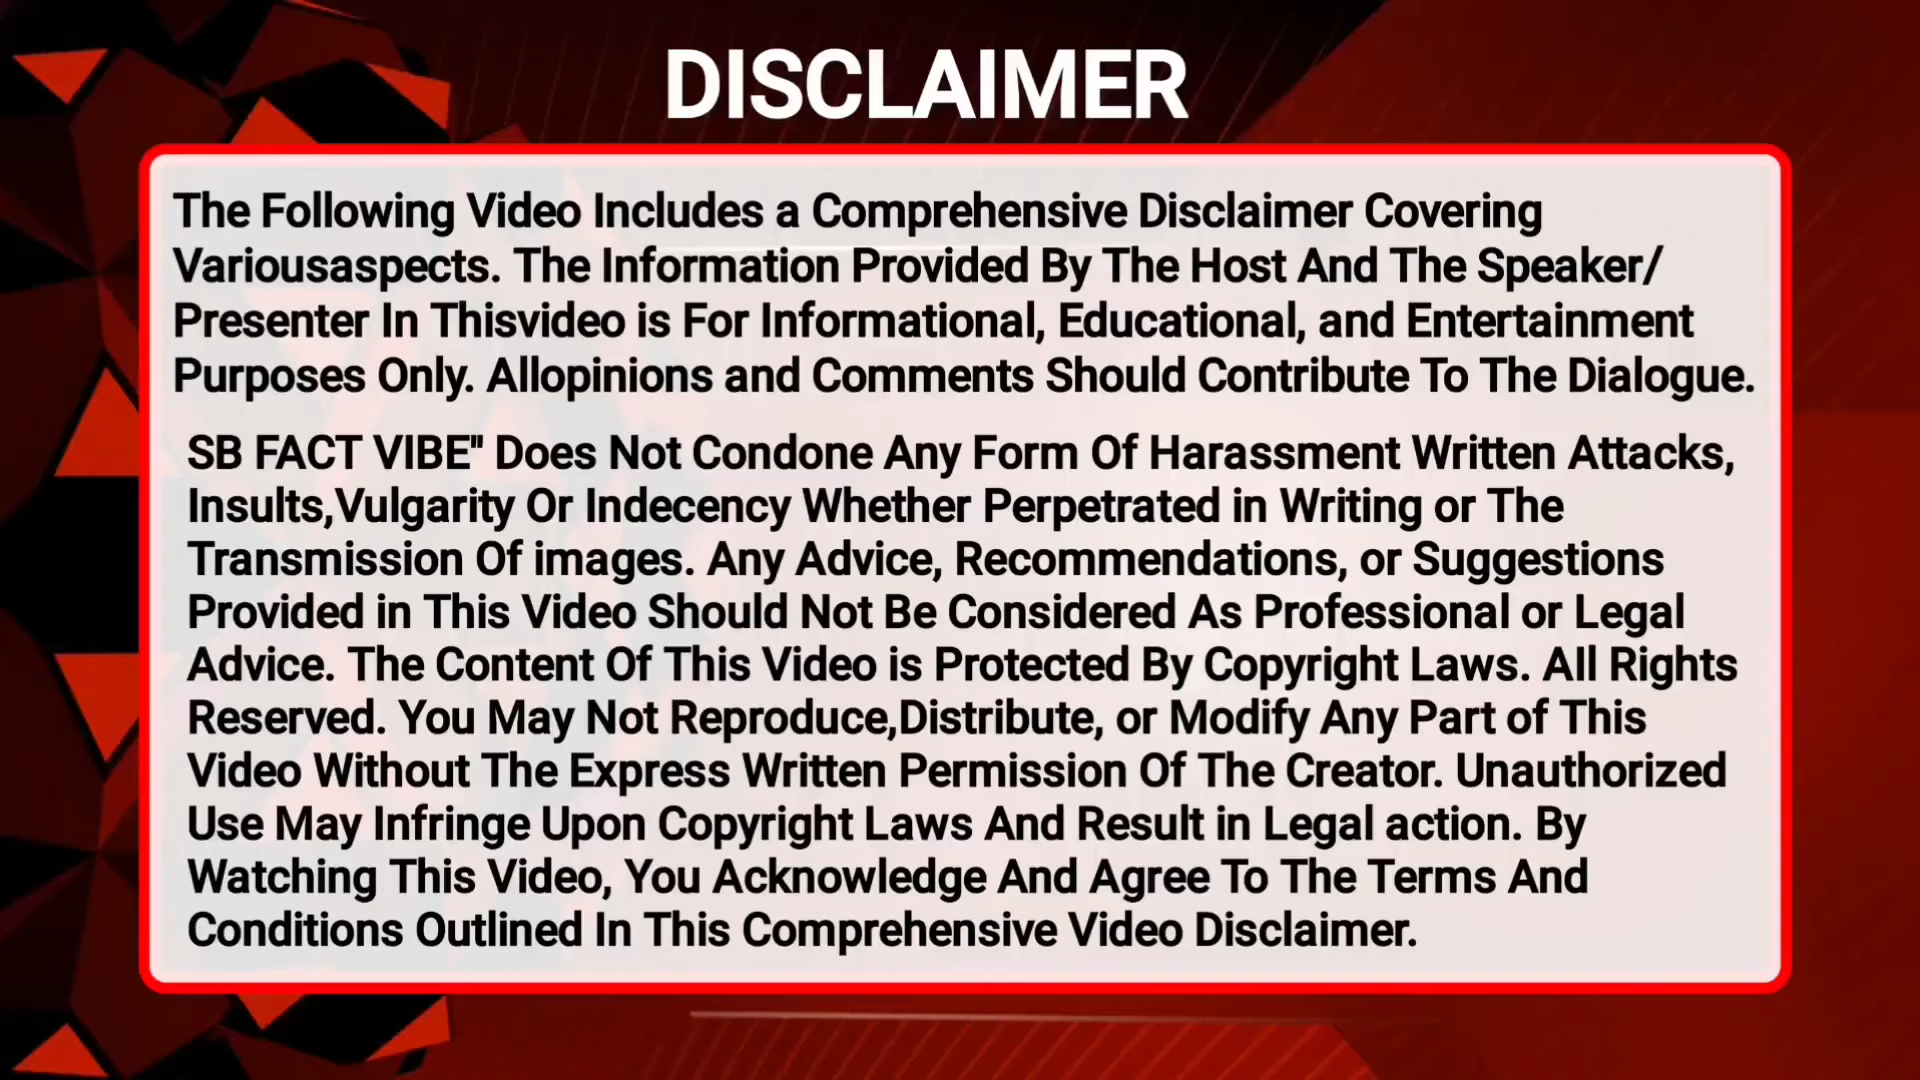 DISCLAIMER
The Following Video Includes a Comprehensive Disclaimer Covering
Variousaspects. The Information Provided By The Host And The Speaker/
Presenter In Thisvideo is For Informational, Educational, and Entertainment
Purposes Only. Allopinions and Comments Should Contribute To The Dialogue.
SB FACT VIBE" Does Not Condone Any Form Of Harassment Written Attacks,
Insults,Vulgarity Or Indecency Whether Perpetrated in Writing or The
Transmission Of images. Any Advice, Recommendations, or Suggestions
Provided in This Video Should Not Be Considered As Professional or Legal
Advice. The Content Of This Video is Protected By Copyright Laws. All Rights
Reserved. You May Not Reproduce,Distribute, or Modify Any Part of This
Video Without The Express Written Permission Of The Creator. Unauthorized
Use May Infringe Upon Copyright Laws And Result in Legal action. By
Watching This Video, You Acknowledge And Agree To The Terms And
Conditions Outlined In This Comprehensive Video Disclaimer.